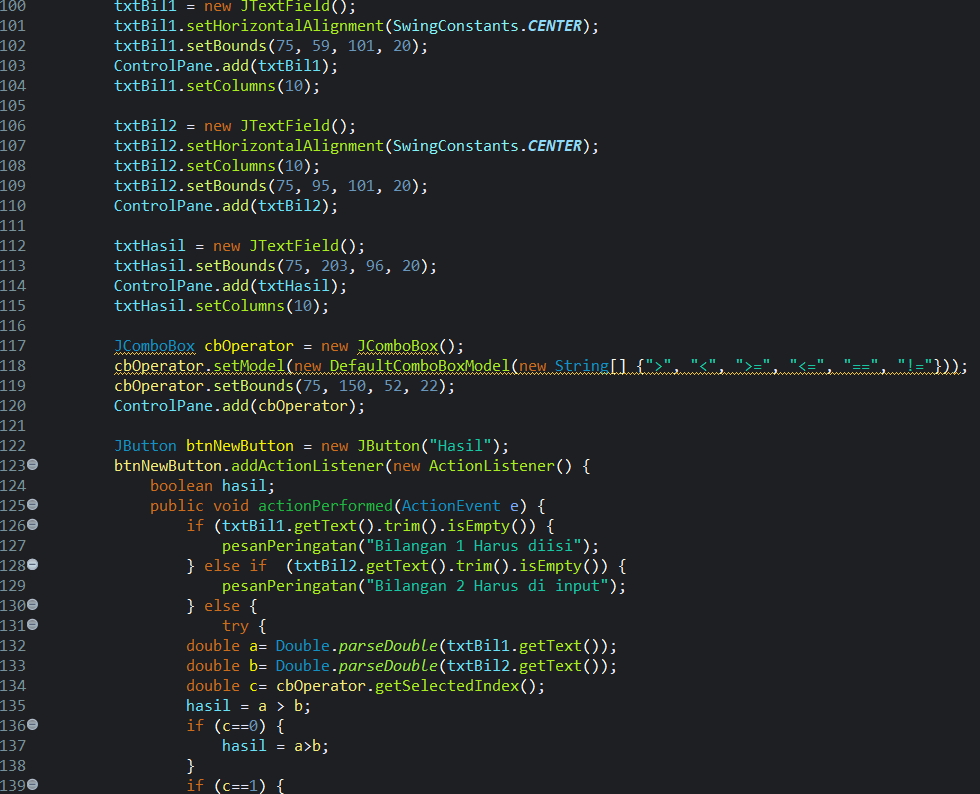 100 txtBil1 = new JTextField();
101 txtBil1.setHorizontalAlignment(SwingConstants.CENTER);
102 txtBil1.setBounds(75, 59, 101, 20);
103 ControlPane.add(txtBil1);
104 txtBil1.setColumns(10);
105
106 txtBil2 = new JTextField();
107 txtBil2.setHorizontalAlignment(SwingConstants.CENTER);
108 txtBil2.setColumns(10);
109 txtBil2.setBounds(75, 95, 101, 20);
110 ControlPane.add(txtBil2);
111
112 txtHasil = new JTextField();
113 txtHasil.setBounds(75, 203, 96, 20);
114 ControlPane.add(txtHasil);
115 txtHasil.setColumns(10);
116
117 JComboBox cbOperator = new JComboBox();
118 cbOperator.setModel(new DefaultComboBoxModel(new String[] {">", "<", ">=", "<=", "==", "!="}));
119 cbOperator.setBounds(75, 150, 52, 22);
120 ControlPane.add(cbOperator);
121
122 JButton btnNewButton = new JButton("Hasil");
123 btnNewButton.addActionListener(new ActionListener() {
124 boolean hasil;
125 public void actionPerformed(ActionEvent e) {
126 if (txtBil1.getText().trim().isEmpty()) {
127 pesanPeringatan("Bilangan 1 Harus diisi");
128 } else if  (txtBil2.getText().trim().isEmpty()) {
129 pesanPeringatan("Bilangan 2 Harus di input");
130 } else {
131 try {
132 double a= Double.parseDouble(txtBil1.getText());
133 double b= Double.parseDouble(txtBil2.getText());
134 double c= cbOperator.getSelectedIndex();
135 hasil = a > b;
136 if (c==0) {
137 hasil = a>b;
138 }
139 if (c==1) {